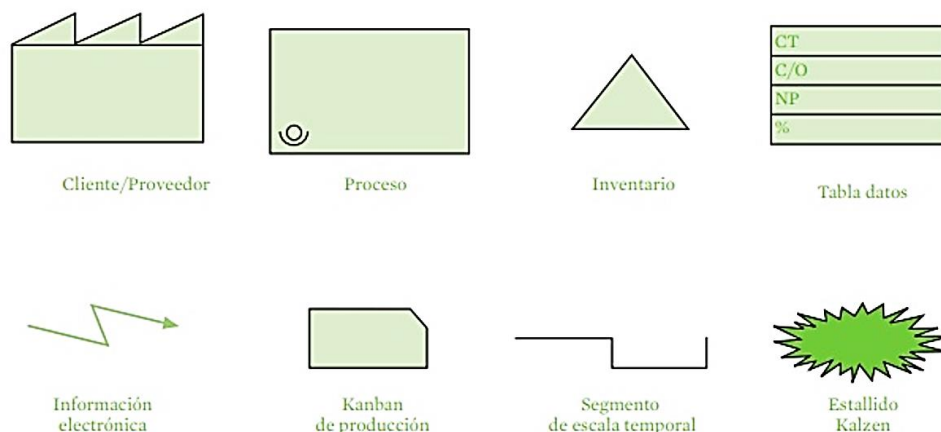 CT
C/O
NP
%
Cliente/Proveedor
Proceso
Inventario
Tabla datos
Información
electrónica
Kanban
de producción
Segmento
de escala temporal
Estallido
Kalzen